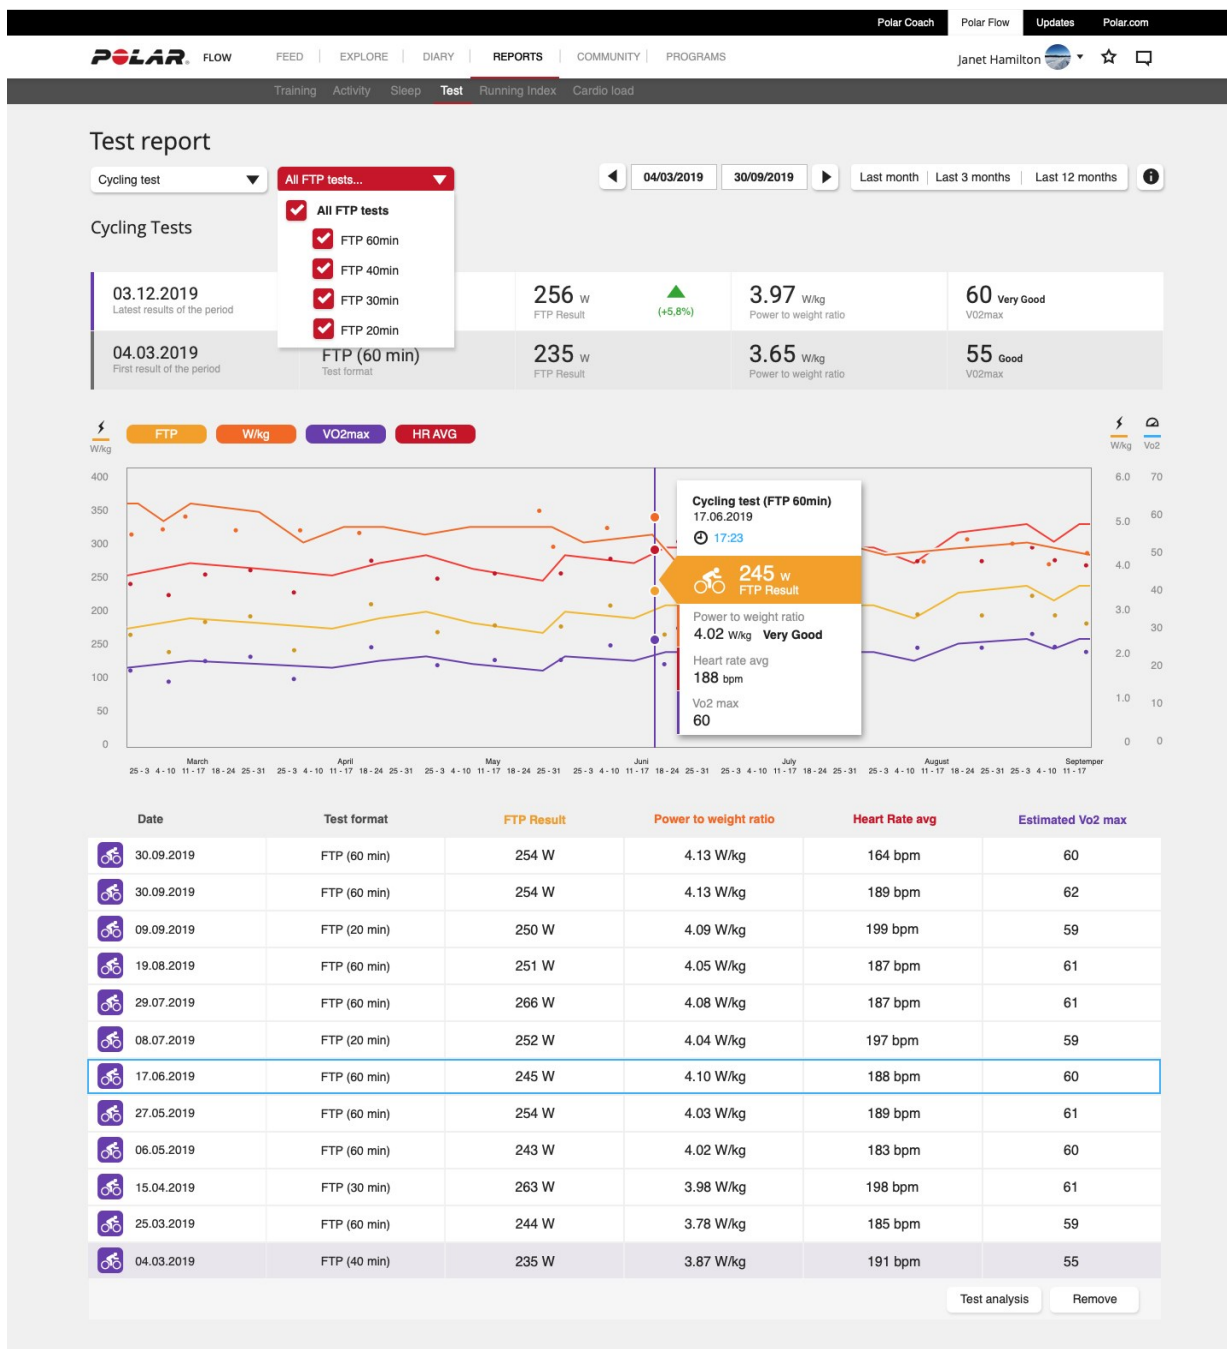 Polar Coach Polar Flow Updates Polar.com
POLAR. FLOW FEED EXPLORE DIARY REPORTS COMMUNITY PROGRAMS Janet Hamilton
Training Activity Sleep Test Running Index Cardio load
Test report
Cycling test All FTP tests... 04/03/2019 30/09/2019 Last month Last 3 months Last 12 months
All FTP tests
FTP 60min
FTP 40min
FTP 30min
FTP 20min
Cycling Tests
03.12.2019 256 W (+5,8%) 3.97 W/kg 60 Very Good
Latest results of the period FTP Result Power to weight ratio V02max
04.03.2019 FTP (60 min) 235 W 3.65 W/kg 55 Good
First result of the period Test format FTP Result Power to weight ratio V02max
FTP W/kg VO2max HR AVG
W/kg W/kg Vo2
400 6.0 70
350 5.0 60
300 50
250 4.0 40
200 3.0 30
250 2.0 20
100
50 1.0 10
0 0 0
Cycling test (FTP 60min)
17.06.2019
17:23
245 W
FTP Result
Power to weight ratio
4.02 W/kg Very Good
Heart rate avg
188 bpm
Vo2 max
60
March April May Juni July August Septemper
25 - 3 4 - 10 11 - 17 18 - 24 25 - 31 25 - 3 4 - 10 11 - 17 18 - 24 25 - 31 25 - 3 4 - 10 11 - 17 18 - 24 25 - 31 25 - 3 4 - 10 11 - 17 18 - 24 25 - 31 25 - 3 4 - 10 11 - 17 18 - 24 25 - 31 25 - 3 4 - 10 11 - 17 18 - 24 25 - 31 25 - 3 4 - 10 11 - 17
Date Test format FTP Result Power to weight ratio Heart Rate avg Estimated Vo2 max
30.09.2019 FTP (60 min) 254 W 4.13 W/kg 164 bpm 60
30.09.2019 FTP (60 min) 254 W 4.13 W/kg 189 bpm 62
09.09.2019 FTP (20 min) 250 W 4.09 W/kg 199 bpm 59
19.08.2019 FTP (60 min) 251 W 4.05 W/kg 187 bpm 61
29.07.2019 FTP (60 min) 266 W 4.08 W/kg 187 bpm 61
08.07.2019 FTP (20 min) 252 W 4.04 W/kg 197 bpm 59
17.06.2019 FTP (60 min) 245 W 4.10 W/kg 188 bpm 60
27.05.2019 FTP (60 min) 254 W 4.03 W/kg 189 bpm 61
06.05.2019 FTP (60 min) 243 W 4.02 W/kg 183 bpm 60
15.04.2019 FTP (30 min) 263 W 3.98 W/kg 198 bpm 61
25.03.2019 FTP (60 min) 244 W 3.78 W/kg 185 bpm 59
04.03.2019 FTP (40 min) 235 W 3.87 W/kg 191 bpm 55
Test analysis Remove